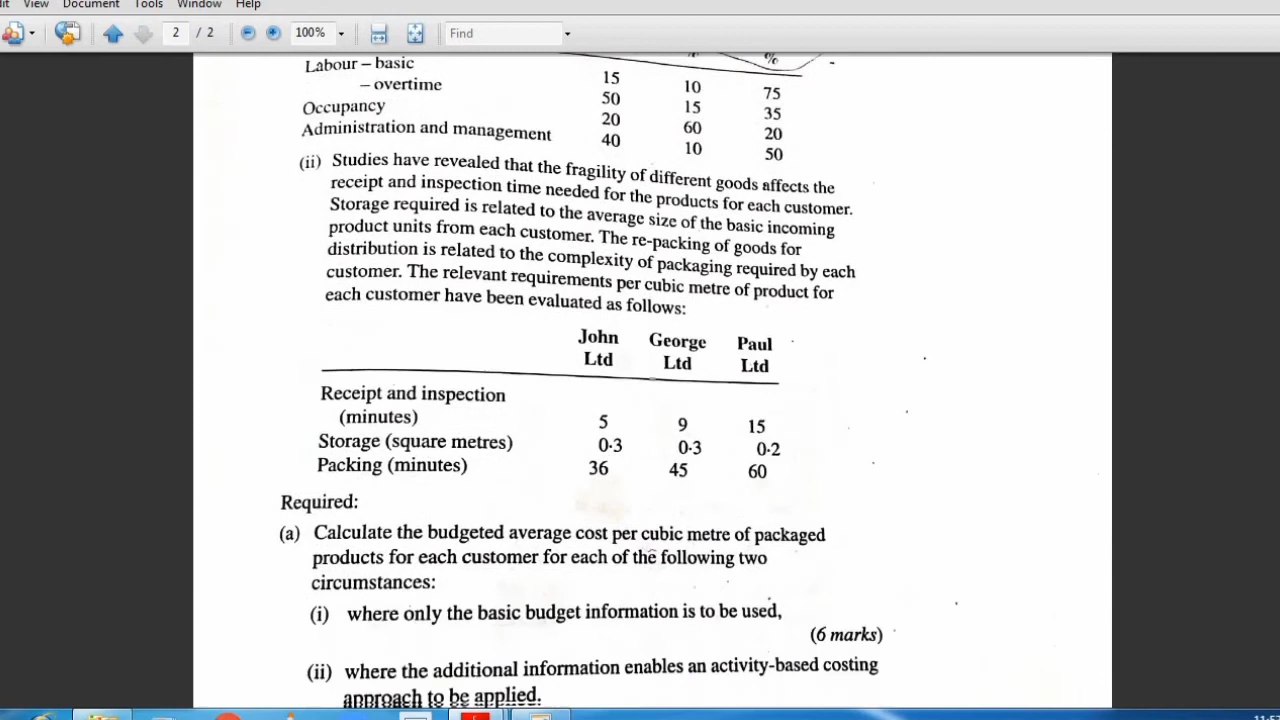 it View Document Tools Window Help
2 / 2 100% Find
%
Labour – basic 15 10 75
– overtime 50 15 35
Occupancy 20 60 20
Administration and management 40 10 50
(ii) Studies have revealed that the fragility of different goods affects the
receipt and inspection time needed for the products for each customer.
Storage required is related to the average size of the basic incoming
product units from each customer. The re-packing of goods for
distribution is related to the complexity of packaging required by each
customer. The relevant requirements per cubic metre of product for
each customer have been evaluated as follows:
John George Paul
Ltd Ltd Ltd
Receipt and inspection
(minutes) 5 9 15
Storage (square metres) 0·3 0·3 0·2
Packing (minutes) 36 45 60
Required:
(a) Calculate the budgeted average cost per cubic metre of packaged
products for each customer for each of the following two
circumstances:
(i) where only the basic budget information is to be used,
(6 marks)
(ii) where the additional information enables an activity-based costing
approach to be applied.